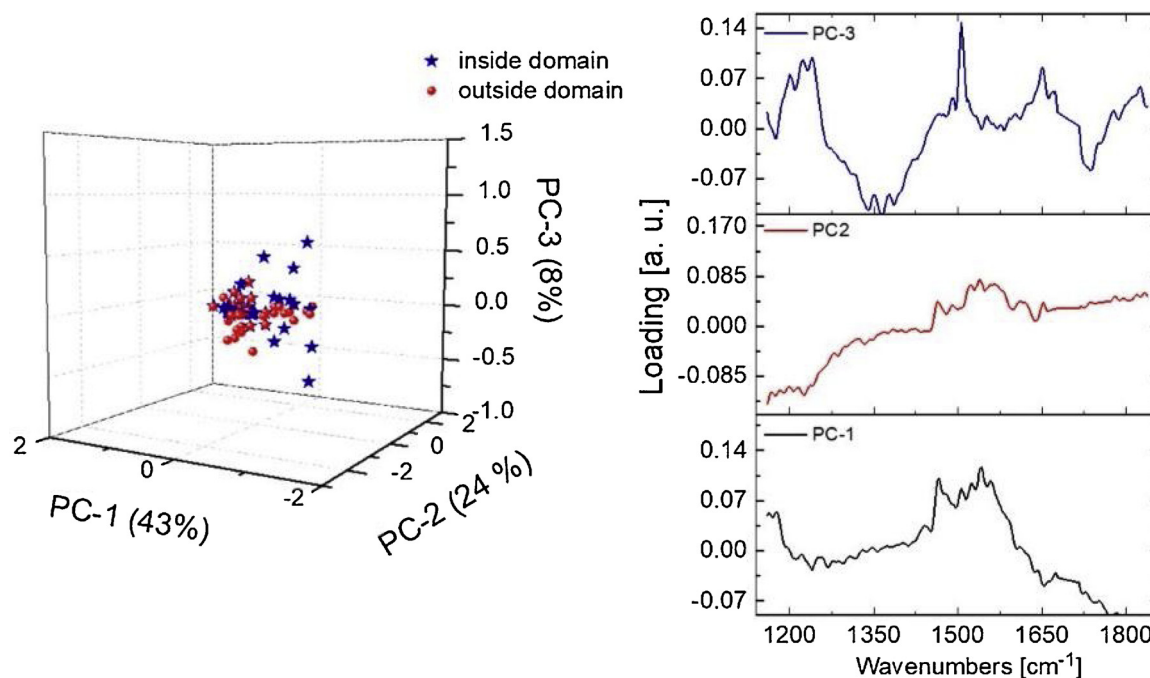 inside domain
outside domain
1.5
1.0
0.5
0.0
-0.5
-1.0
PC-3 (8%)
2
0
-2
PC-1 (43%)
2
0
-2
PC-2 (24 %)
Loading [a. u.]
PC-3
0.14
0.07
0.00
-0.07
PC2
0.170
0.085
0.000
-0.085
PC-1
0.14
0.07
0.00
-0.07
1200 1350 1500 1650 1800
Wavenumbers [cm-1]